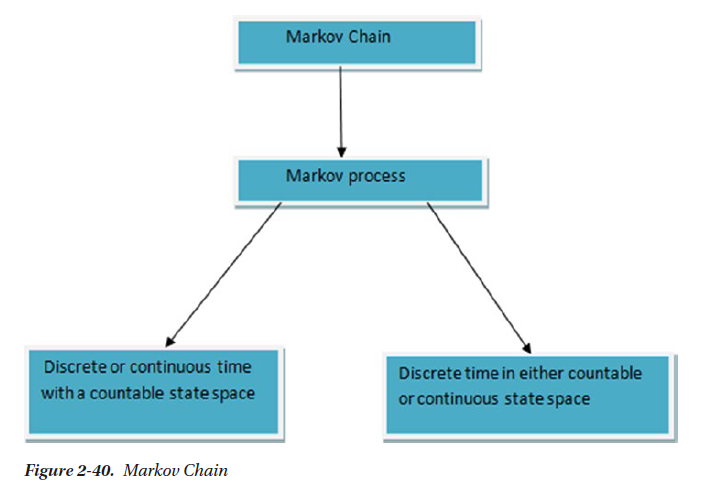 Markov Chain
Markov process
Discrete or continuous time
with a countable state space
Discrete time in either countable
or continuous state space
Figure 2-40. Markov Chain